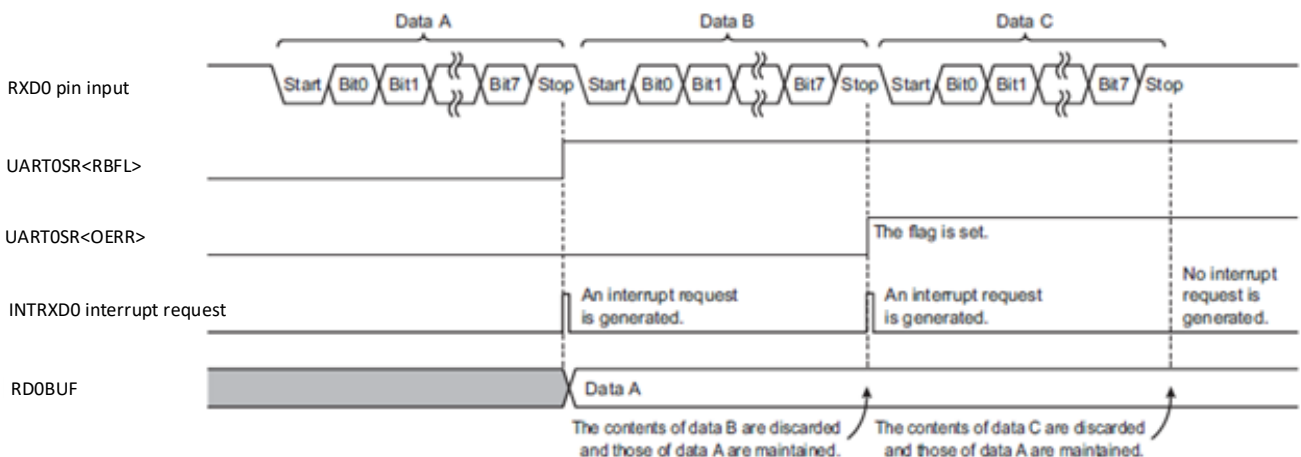 Data A Data B Data C
RXD0 pin input Start Bit0 Bit1 Bit7 Stop Start Bit0 Bit1 Bit7 Stop Start Bit0 Bit1 Bit7 Stop
UART0SR<RBFL>
UART0SR<OERR>
The flag is set.
INTRXD0 interrupt request
An interrupt request
is generated.
An interrupt request
is generated.
No interrupt
request is
generated.
RD0BUF
Data A
The contents of data B are discarded
and those of data A are maintained.
The contents of data C are discarded
and those of data A are maintained.